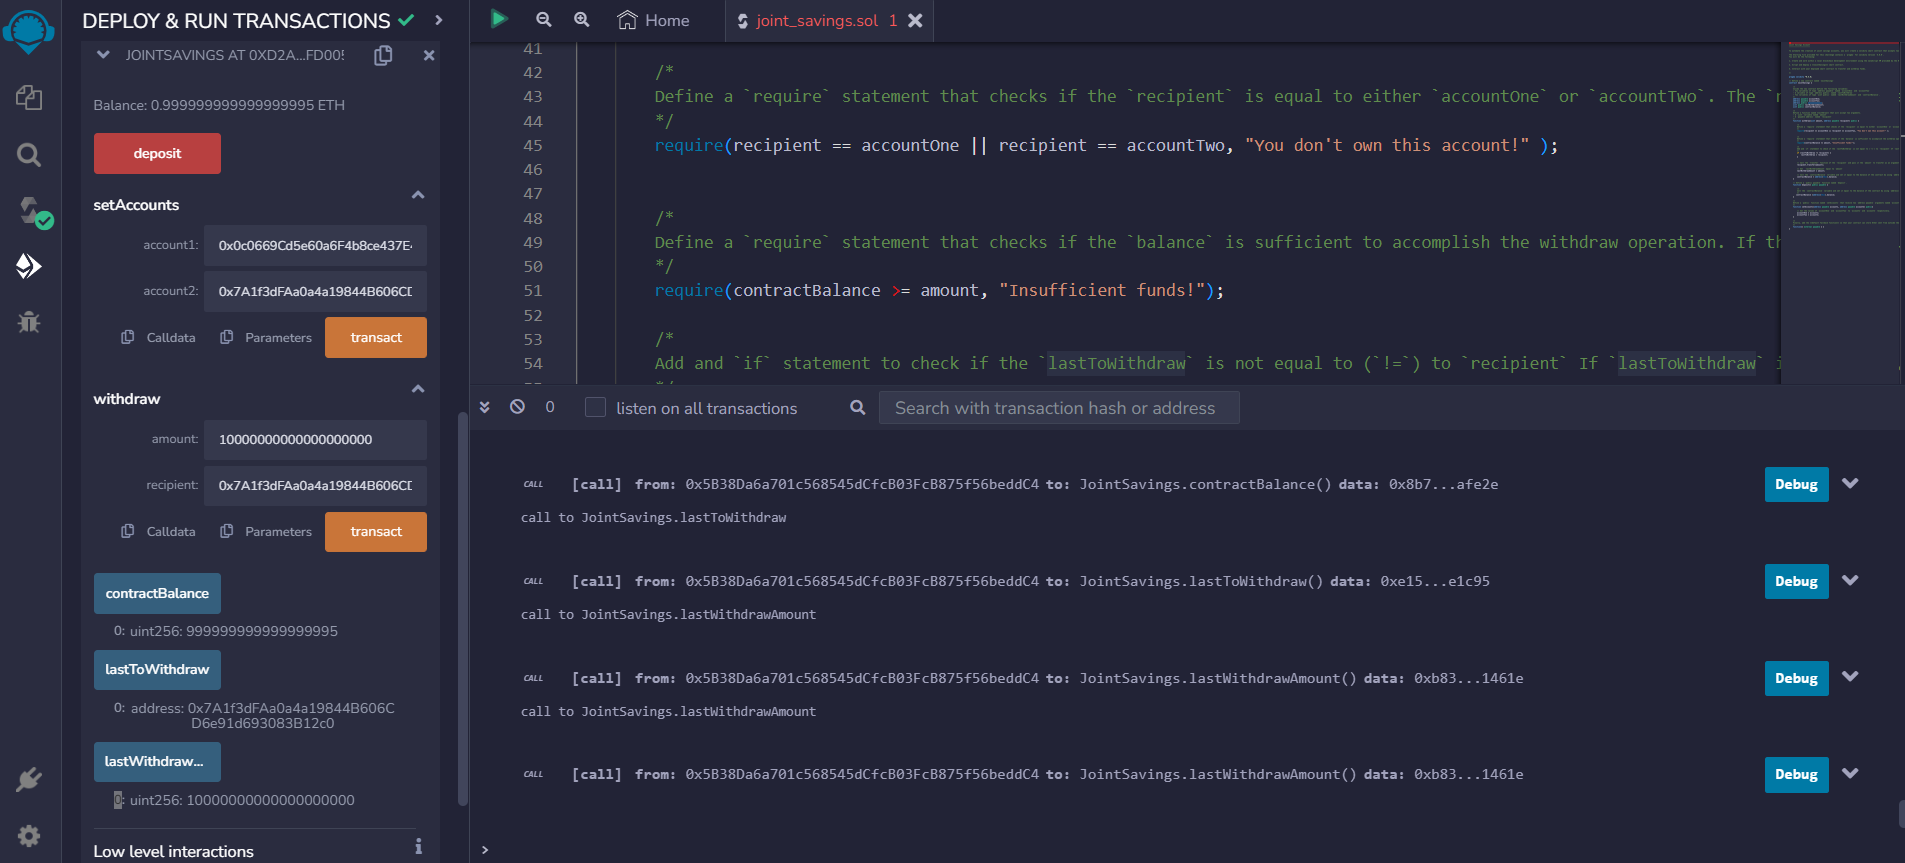 DEPLOY & RUN TRANSACTIONS
JOINTSAVINGS AT 0XD2A...FD005
Balance: 0.999999999999999995 ETH
deposit
setAccounts
account1: 0x0c0669Cd5e60a6F4b8ce437E4
account2: 0x7A1f3dFAa0a4a19844B606CD
Calldata Parameters transact
withdraw
amount: 10000000000000000000
recipient: 0x7A1f3dFAa0a4a19844B606CD
Calldata Parameters transact
contractBalance
0: uint256: 999999999999999995
lastToWithdraw
0: address: 0x7A1f3dFAa0a4a19844B606C
D6e91d693083B12c0
lastWithdraw...
0: uint256: 10000000000000000000
Low level interactions
Home
joint_savings.sol 1
41
42 /*
43 Define a `require` statement that checks if the `recipient` is equal to either `accountOne` or `accountTwo`. The `r
44 */
45 require(recipient == accountOne || recipient == accountTwo, "You don't own this account!" );
46
47
48 /*
49 Define a `require` statement that checks if the `balance` is sufficient to accomplish the withdraw operation. If th
50 */
51 require(contractBalance >= amount, "Insufficient funds!");
52
53 /*
54 Add and `if` statement to check if the `lastToWithdraw` is not equal to (`!=`) to `recipient` If `lastToWithdraw` i
0 listen on all transactions Search with transaction hash or address
CALL [call] from: 0x5B38Da6a701c568545dCfcB03FcB875f56beddC4 to: JointSavings.contractBalance() data: 0x8b7...afe2e Debug
call to JointSavings.lastToWithdraw
CALL [call] from: 0x5B38Da6a701c568545dCfcB03FcB875f56beddC4 to: JointSavings.lastToWithdraw() data: 0xe15...e1c95 Debug
call to JointSavings.lastWithdrawAmount
CALL [call] from: 0x5B38Da6a701c568545dCfcB03FcB875f56beddC4 to: JointSavings.lastWithdrawAmount() data: 0xb83...1461e Debug
call to JointSavings.lastWithdrawAmount
CALL [call] from: 0x5B38Da6a701c568545dCfcB03FcB875f56beddC4 to: JointSavings.lastWithdrawAmount() data: 0xb83...1461e Debug
>